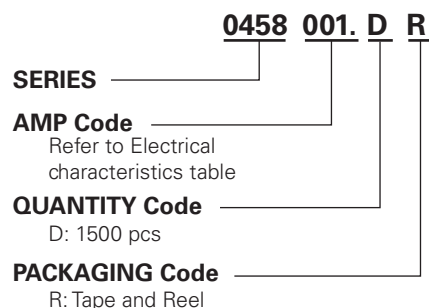 0458 001. D R
SERIES
AMP Code
Refer to Electrical
characteristics table
QUANTITY Code
D: 1500 pcs
PACKAGING Code
R: Tape and Reel